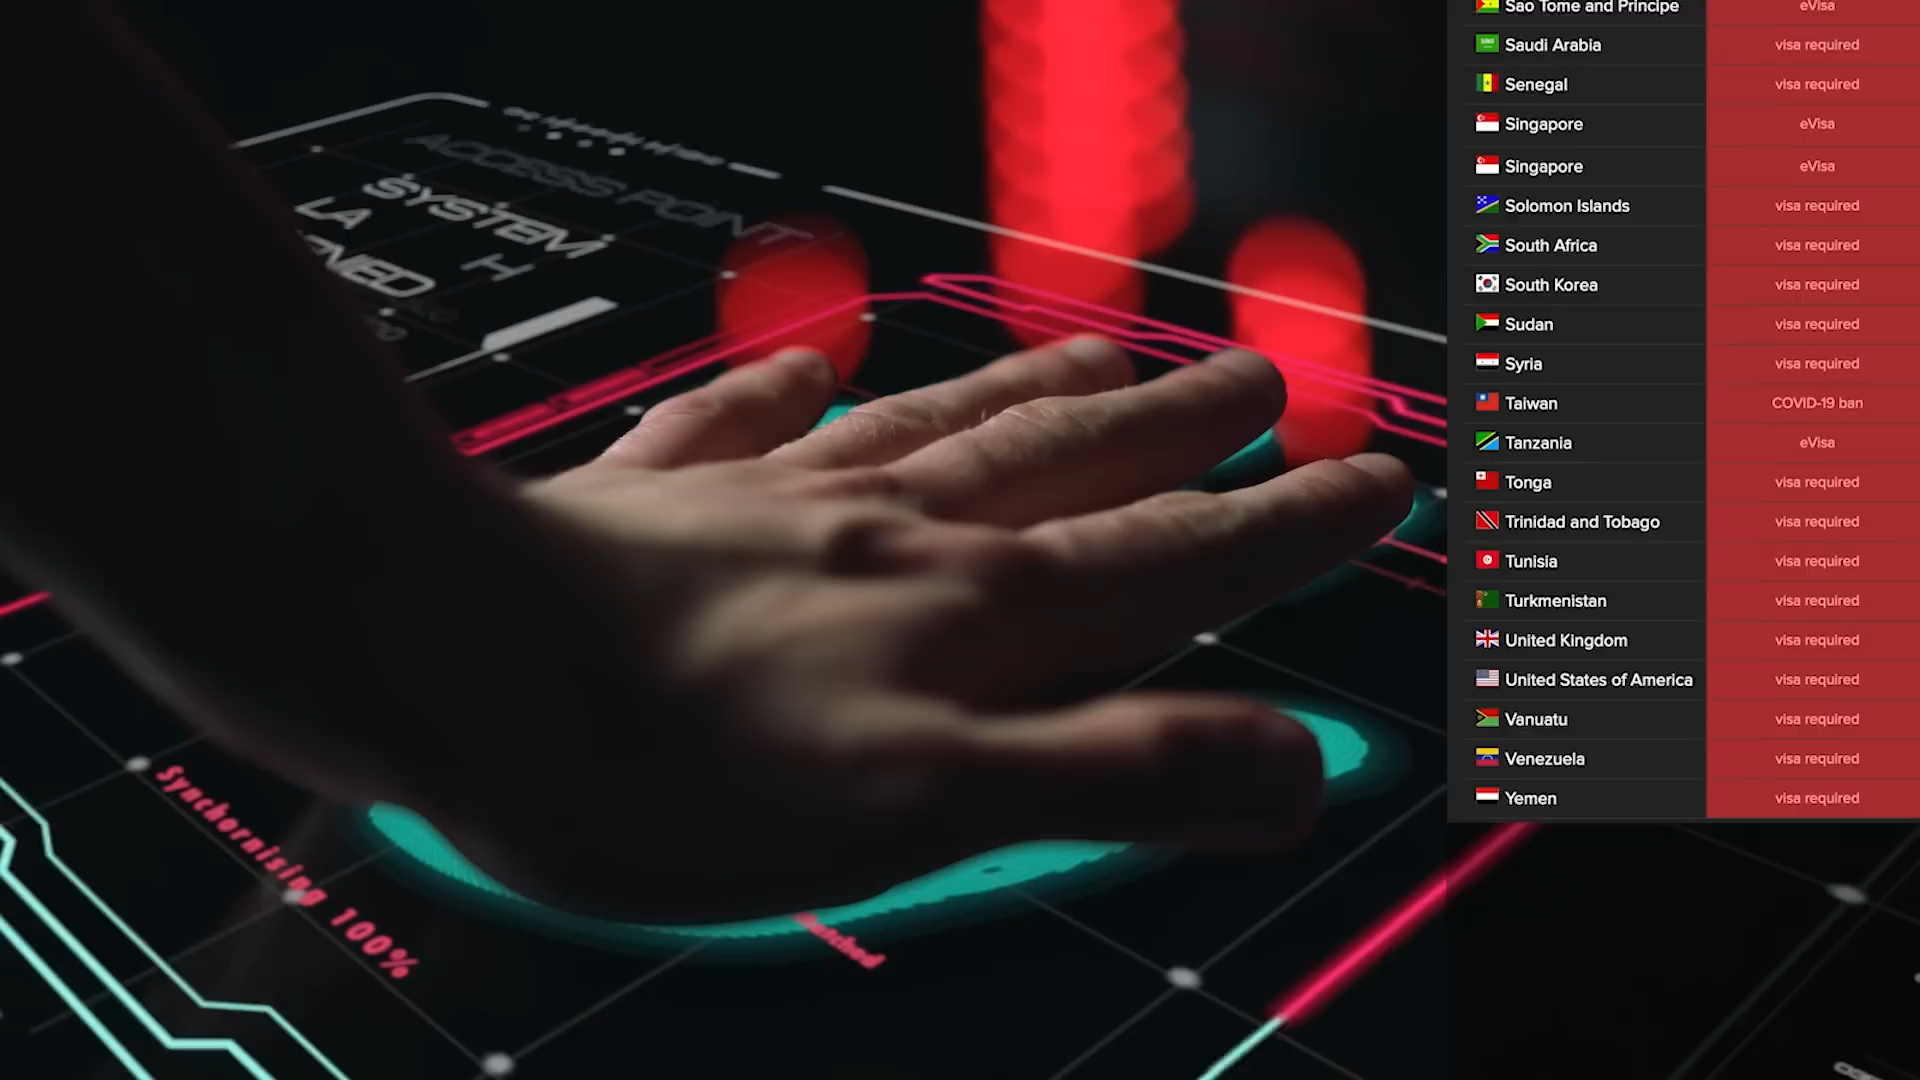 ACCESS POINT
SYSTEM
LA H
ENED
Synchornising 100%
Sao Tome and Principe eVisa
Saudi Arabia visa required
Senegal visa required
Singapore eVisa
Singapore eVisa
Solomon Islands visa required
South Africa visa required
South Korea visa required
Sudan visa required
Syria visa required
Taiwan COVID-19 ban
Tanzania eVisa
Tonga visa required
Trinidad and Tobago visa required
Tunisia visa required
Turkmenistan visa required
United Kingdom visa required
United States of America visa required
Vanuatu visa required
Venezuela visa required
Yemen visa required